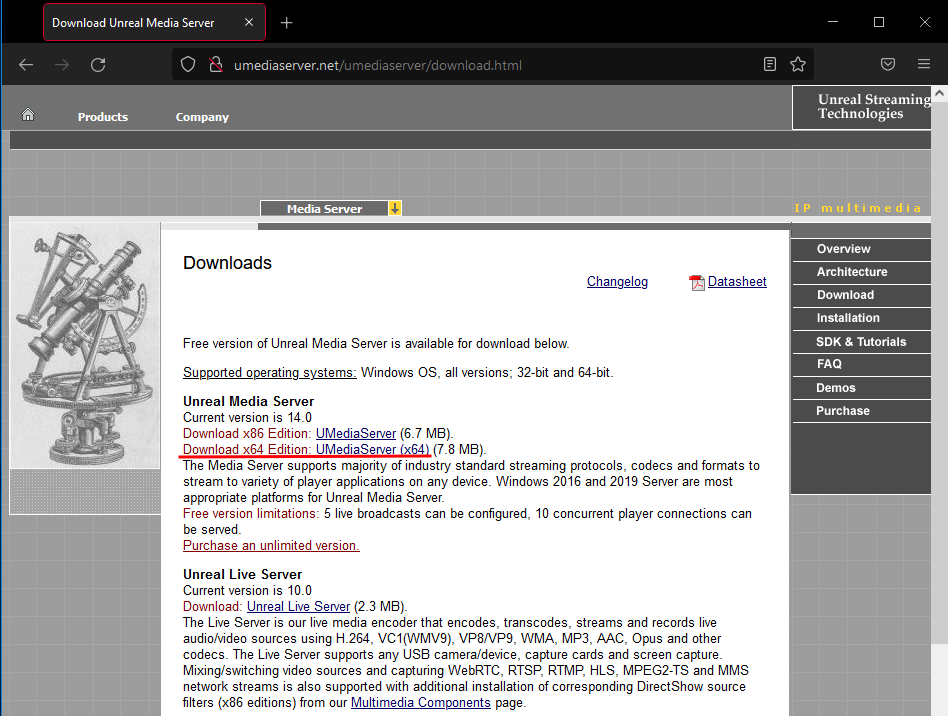 Download Unreal Media Server
umediaserver.net/umediaserver/download.html
Products
Company
Unreal Streaming
Technologies
Media Server
IP multimedia
Downloads
Changelog
Datasheet
Free version of Unreal Media Server is available for download below.
Supported operating systems: Windows OS, all versions; 32-bit and 64-bit.
Unreal Media Server
Current version is 14.0
Download x86 Edition: UMediaServer (6.7 MB).
Download x64 Edition: UMediaServer (x64) (7.8 MB).
The Media Server supports majority of industry standard streaming protocols, codecs and formats to
stream to variety of player applications on any device. Windows 2016 and 2019 Server are most
appropriate platforms for Unreal Media Server.
Free version limitations: 5 live broadcasts can be configured, 10 concurrent player connections can
be served.
Purchase an unlimited version.
Unreal Live Server
Current version is 10.0
Download: Unreal Live Server (2.3 MB).
The Live Server is our live media encoder that encodes, transcodes, streams and records live
audio/video sources using H.264, VC1(WMV9), VP8/VP9, WMA, MP3, AAC, Opus and other
codecs. The Live Server supports any USB camera/device, capture cards and screen capture.
Mixing/switching video sources and capturing WebRTC, RTSP, RTMP, HLS, MPEG2-TS and MMS
network streams is also supported with additional installation of corresponding DirectShow source
filters (x86 editions) from our Multimedia Components page.
Overview
Architecture
Download
Installation
SDK & Tutorials
FAQ
Demos
Purchase